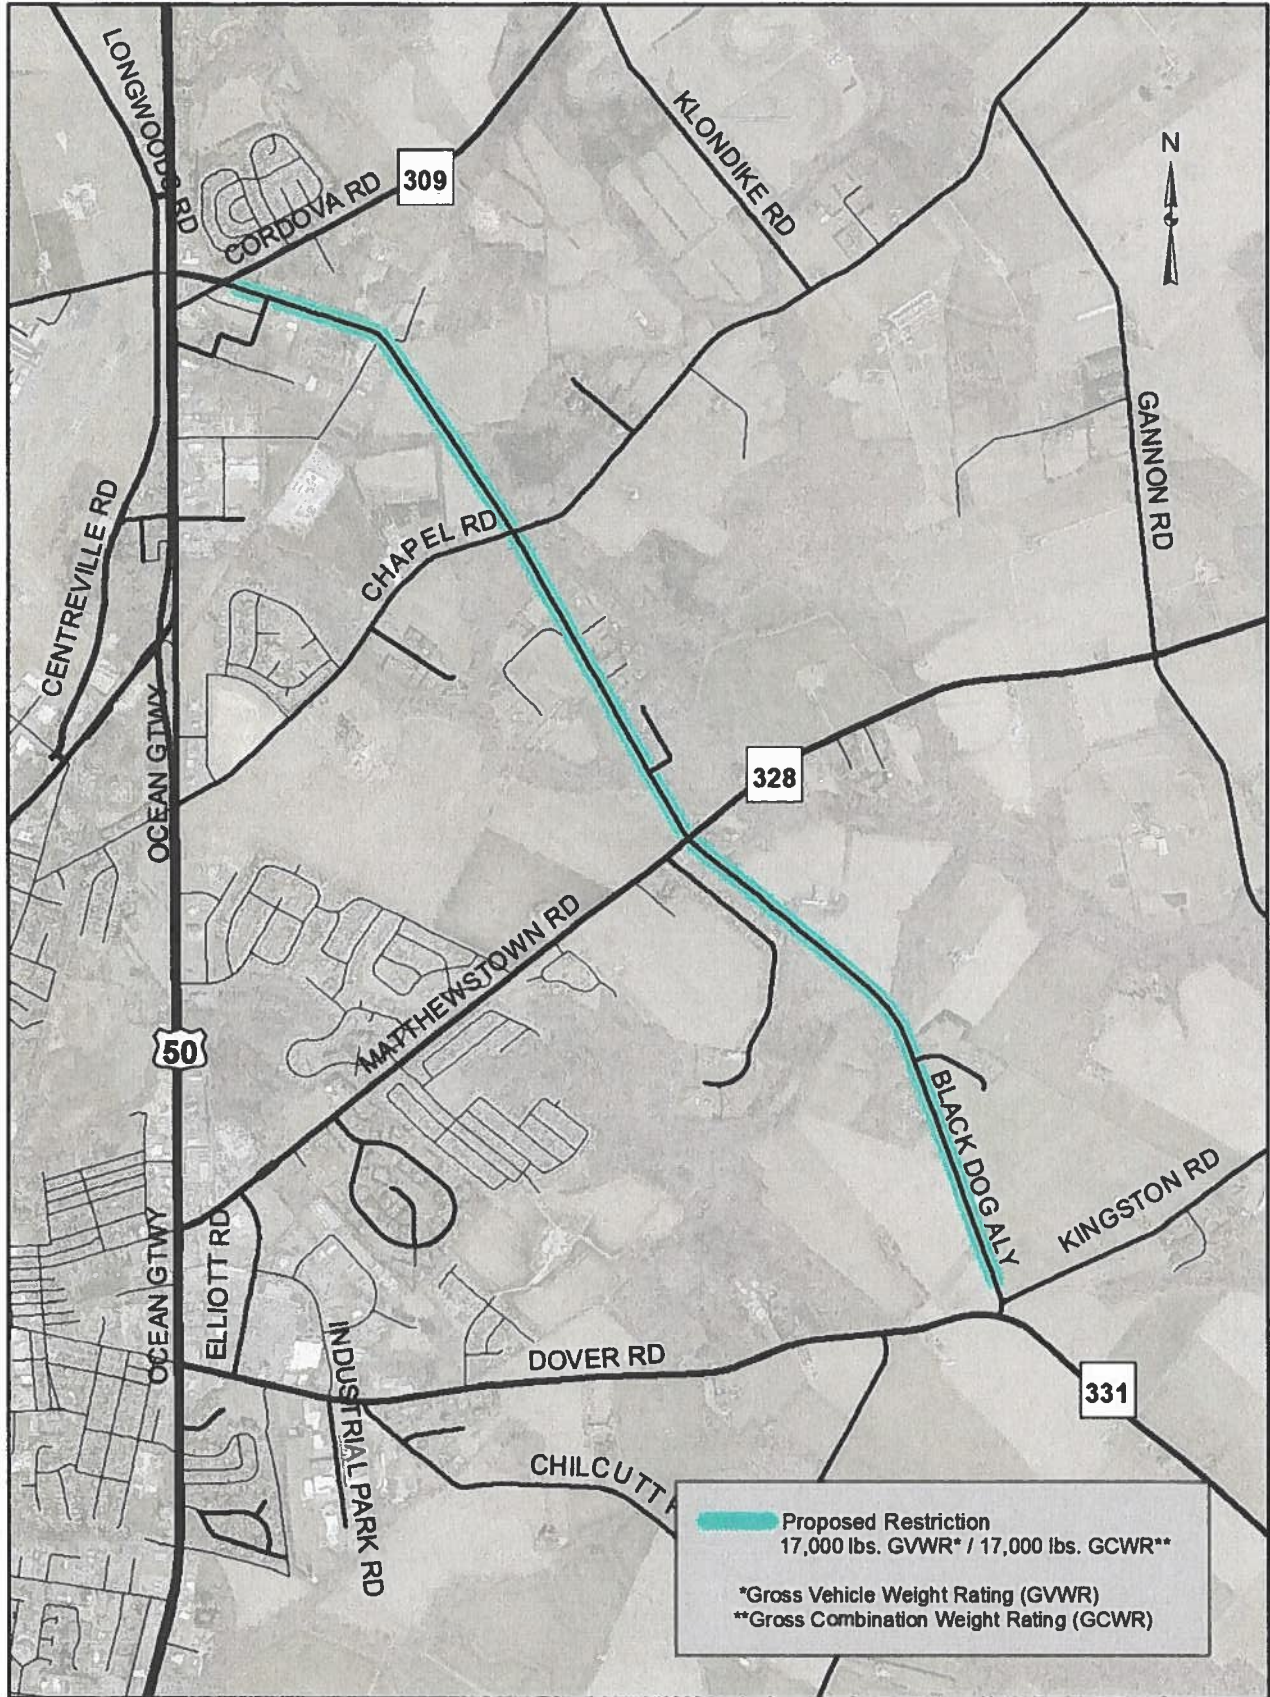 LONGWOODS RD
KLONDIKE RD
N
309
CORDOVA RD
GANNON RD
CENTREVILLE RD
CHAPEL RD
OCEAN GTWY
328
MATTHEWSTOWN RD
50
BLACK DOG ALY
KINGSTON RD
OCEAN GTWY
ELLIOTT RD
INDUSTRIAL PARK RD
DOVER RD
331
CHILCUTT
Proposed Restriction
17,000 lbs. GVWR* / 17,000 lbs. GCWR**
*Gross Vehicle Weight Rating (GVWR)
**Gross Combination Weight Rating (GCWR)